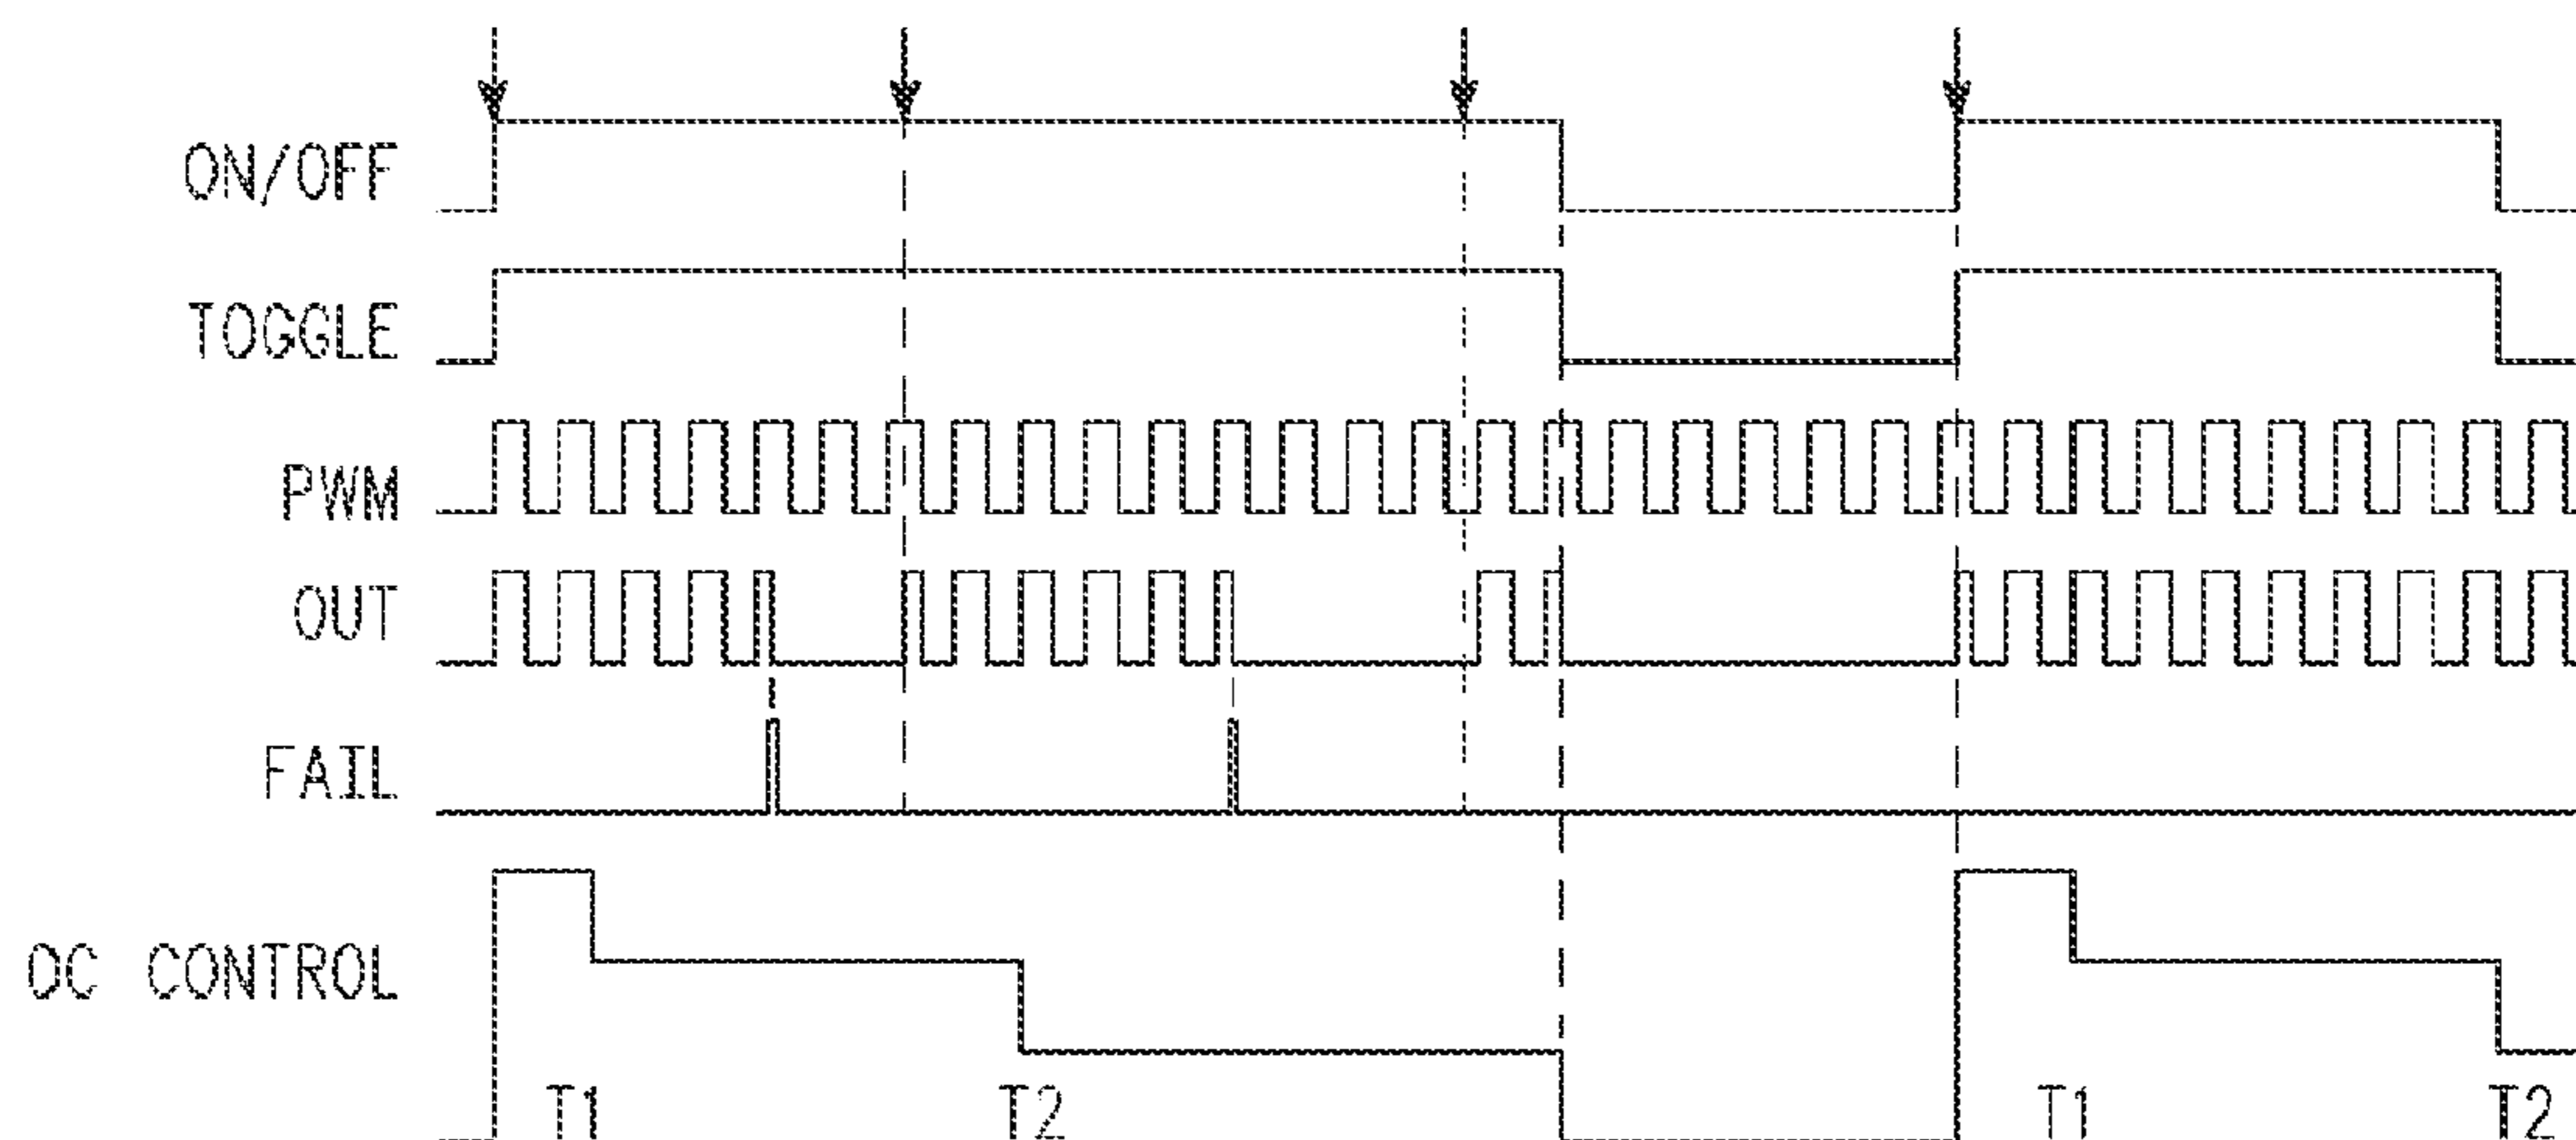 ON/OFF
TOGGLE
PWM
OUT
FAIL
OC CONTROL
T1 T2 T1 T2